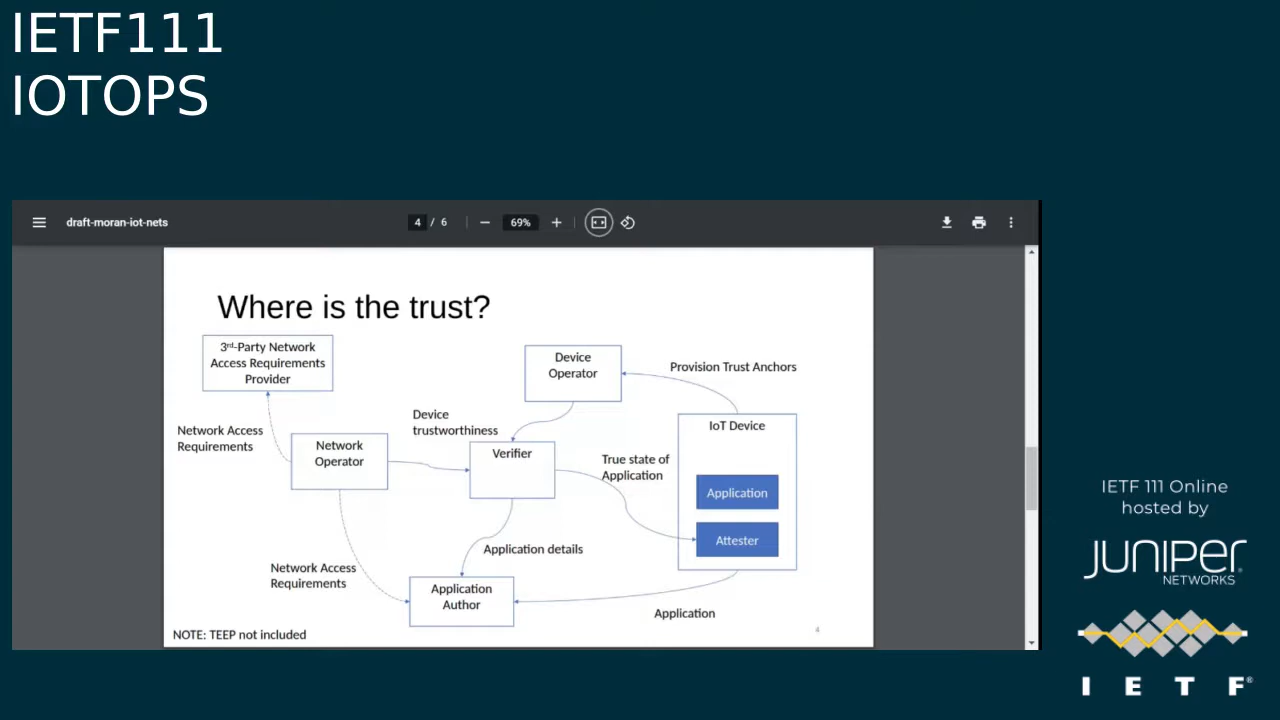 IETF111
IOTOPS
draft-moran-iot-nets
4 / 6
69%
Where is the trust?
3rd-Party Network
Access Requirements
Provider
Device
Operator
Provision Trust Anchors
Network Access
Requirements
Device
trustworthiness
IoT Device
Network
Operator
Verifier
True state of
Application
Application
Attester
Application details
Network Access
Requirements
Application
Author
Application
NOTE: TEEP not included
4
IETF 111 Online
hosted by
JUNIPER
NETWORKS
I E T F®